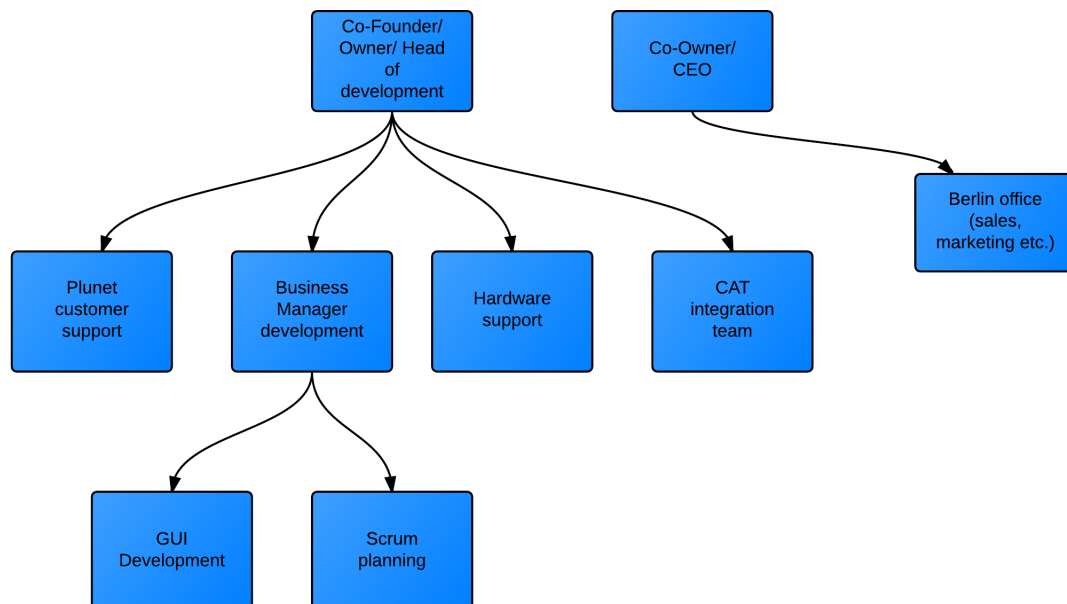 Co-Founder/
Owner/ Head
of
development
Co-Owner/
CEO
Berlin office
(sales,
marketing etc.)
Plunet
customer
support
Business
Manager
development
Hardware
support
CAT
integration
team
GUI
Development
Scrum
planning